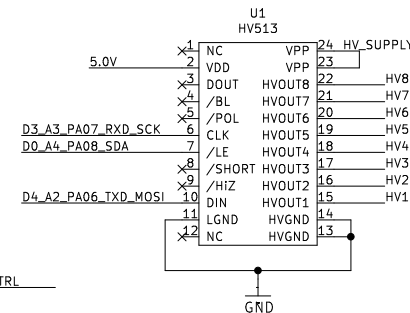 U1
HV513
1 NC VPP 24 HV_SUPPLY
5.0V 2 VDD VPP 23
3 DOUT HVOUT8 22 HV8
4 /BL HVOUT7 21 HV7
5 /POL HVOUT6 20 HV6
D3_A3_PA07_RXD_SCK 6 CLK HVOUT5 19 HV5
D0_A4_PA08_SDA 7 /LE HVOUT4 18 HV4
8 /SHORT HVOUT3 17 HV3
9 /HiZ HVOUT2 16 HV2
D4_A2_PA06_TXD_MOSI 10 DIN HVOUT1 15 HV1
11 LGND HVGND 14
12 NC HVGND 13
TRL
GND